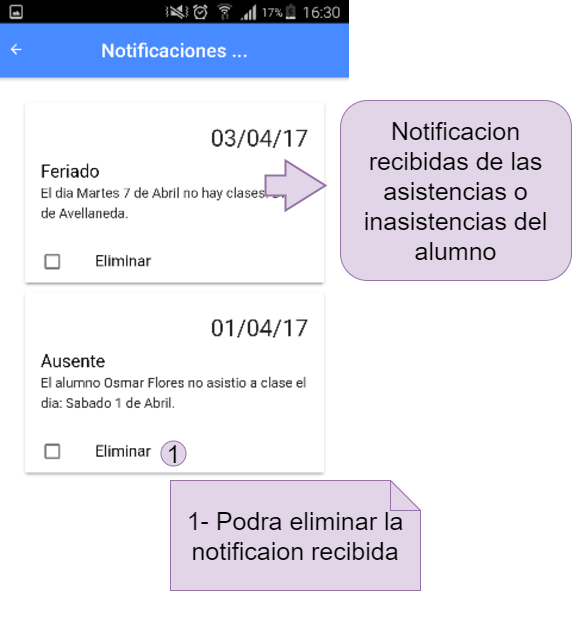 17% 16:30
Notificaciones ...
03/04/17
Feriado
El dia Martes 7 de Abril no hay clases.
de Avellaneda.
Eliminar
01/04/17
Ausente
El alumno Osmar Flores no asistio a clase el
dia: Sabado 1 de Abril.
Eliminar 1
Notificacion
recibidas de las
asistencias o
inasistencias del
alumno
1- Podra eliminar la
notificaion recibida